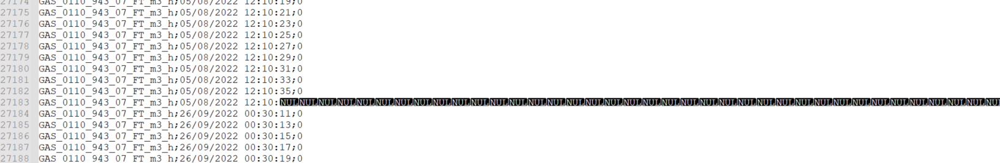 27174 GAS_0110_943_07_FT_m3_h;05/08/2022 12:10:19;0
27175 GAS_0110_943_07_FT_m3_h;05/08/2022 12:10:21;0
27176 GAS_0110_943_07_FT_m3_h;05/08/2022 12:10:23;0
27177 GAS_0110_943_07_FT_m3_h;05/08/2022 12:10:25;0
27178 GAS_0110_943_07_FT_m3_h;05/08/2022 12:10:27;0
27179 GAS_0110_943_07_FT_m3_h;05/08/2022 12:10:29;0
27180 GAS_0110_943_07_FT_m3_h;05/08/2022 12:10:31;0
27181 GAS_0110_943_07_FT_m3_h;05/08/2022 12:10:33;0
27182 GAS_0110_943_07_FT_m3_h;05/08/2022 12:10:35;0
27183 GAS_0110_943_07_FT_m3_h;05/08/2022 12:10:NULNULNULNULNULNULNULNULNULNULNULNULNULNULNULNULNULNULNULNULNULNULNULNULNULNULNULNULNULNULNULNULNULNULNULNULNULNU
27184 GAS_0110_943_07_FT_m3_h;26/09/2022 00:30:11;0
27185 GAS_0110_943_07_FT_m3_h;26/09/2022 00:30:13;0
27186 GAS_0110_943_07_FT_m3_h;26/09/2022 00:30:15;0
27187 GAS_0110_943_07_FT_m3_h;26/09/2022 00:30:17;0
27188 GAS_0110_943_07_FT_m3_h;26/09/2022 00:30:19;0